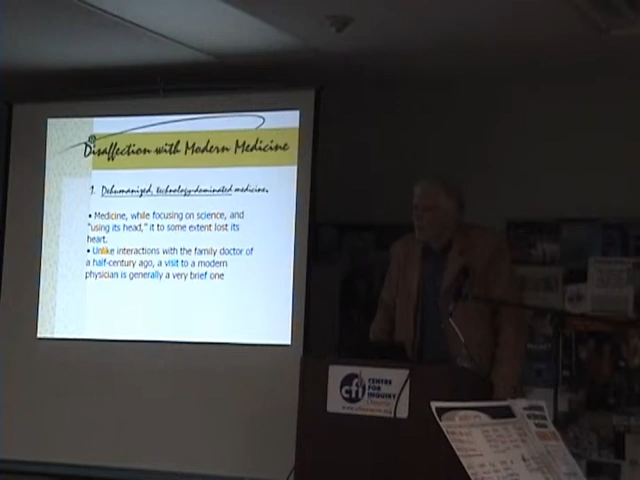 Disaffection with Modern Medicine
1. Dehumanized, technology-dominated medicine.
• Medicine, while focusing on science, and
"using its head," it to some extent lost its
heart.
• Unlike interactions with the family doctor of
a half-century ago, a visit to a modern
physician is generally a very brief one
cfi
CENTRE
FOR
INQUIRY